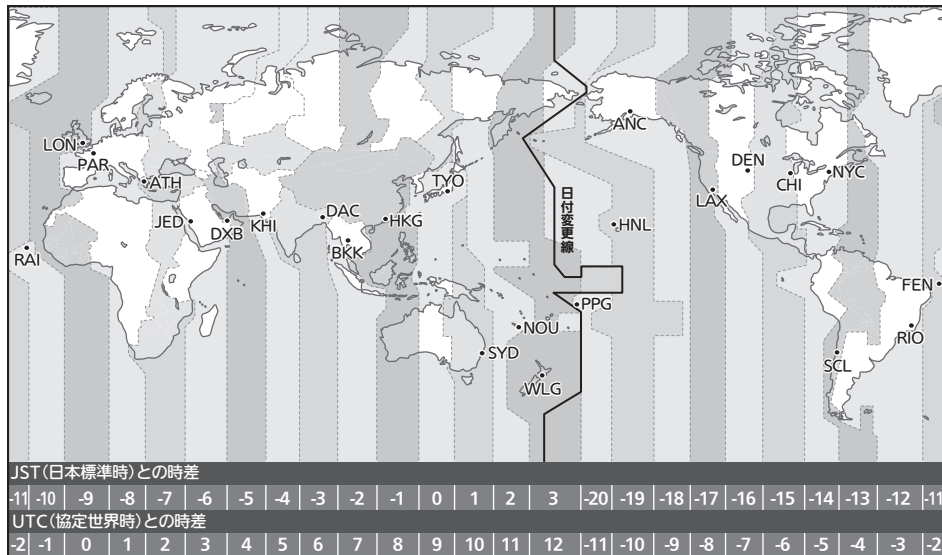 ANC
LON
PAR
DEN
NYC
CHI
ATH
TYO
LAX
JED
DXB
KHI
DAC
HKG
HNL
BKK
RAI
日付変更線
FEN
PPG
NOU
RIO
SYD
SCL
WLG
JST（日本標準時）との時差
-11 -10 -9 -8 -7 -6 -5 -4 -3 -2 -1 0 1 2 3 -20 -19 -18 -17 -16 -15 -14 -13 -12 -11
UTC（協定世界時）との時差
-2 -1 0 1 2 3 4 5 6 7 8 9 10 11 12 -11 -10 -9 -8 -7 -6 -5 -4 -3 -2